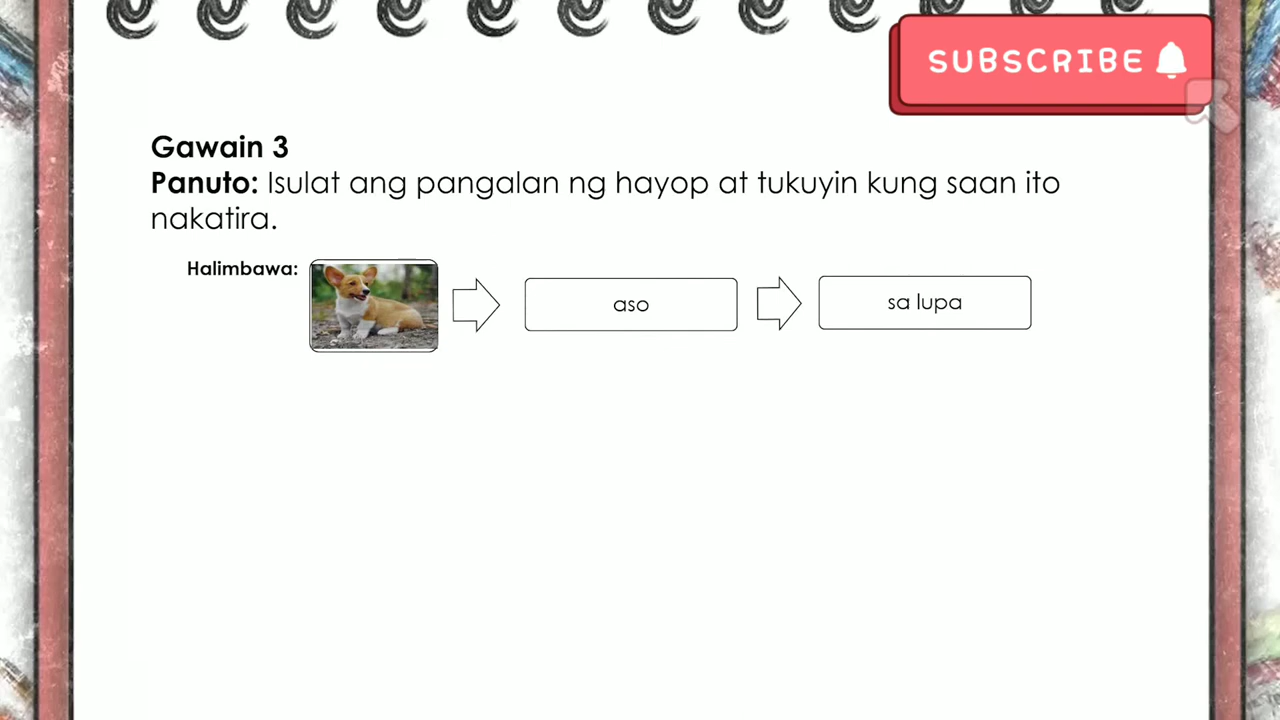 SUBSCRIBE
Gawain 3
Panuto: Isulat ang pangalan ng hayop at tukuyin kung saan ito
nakatira.
Halimbawa:
aso
sa lupa